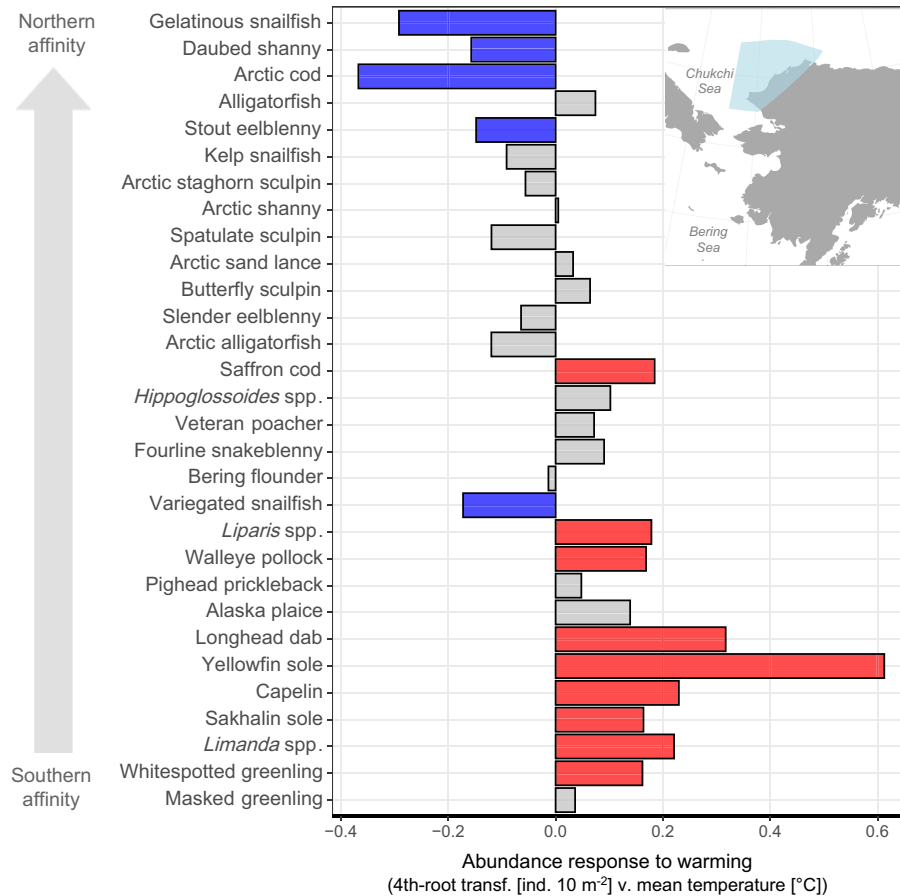 Northern
affinity
Southern
affinity
Gelatinous snailfish
Daubed shanny
Arctic cod
Alligatorfish
Stout eelblenny
Kelp snailfish
Arctic staghorn sculpin
Arctic shanny
Spatulate sculpin
Arctic sand lance
Butterfly sculpin
Slender eelblenny
Arctic alligatorfish
Saffron cod
Hippoglossoides spp.
Veteran poacher
Fourline snakeblenny
Bering flounder
Variegated snailfish
Liparis spp.
Walleye pollock
Pighead prickleback
Alaska plaice
Longhead dab
Yellowfin sole
Capelin
Sakhalin sole
Limanda spp.
Whitespotted greenling
Masked greenling
Chukchi
Sea
Bering
Sea
−0.4 −0.2 0.0 0.2 0.4 0.6
Abundance response to warming
(4th-root transf. [ind. 10 m⁻²] v. mean temperature [°C])